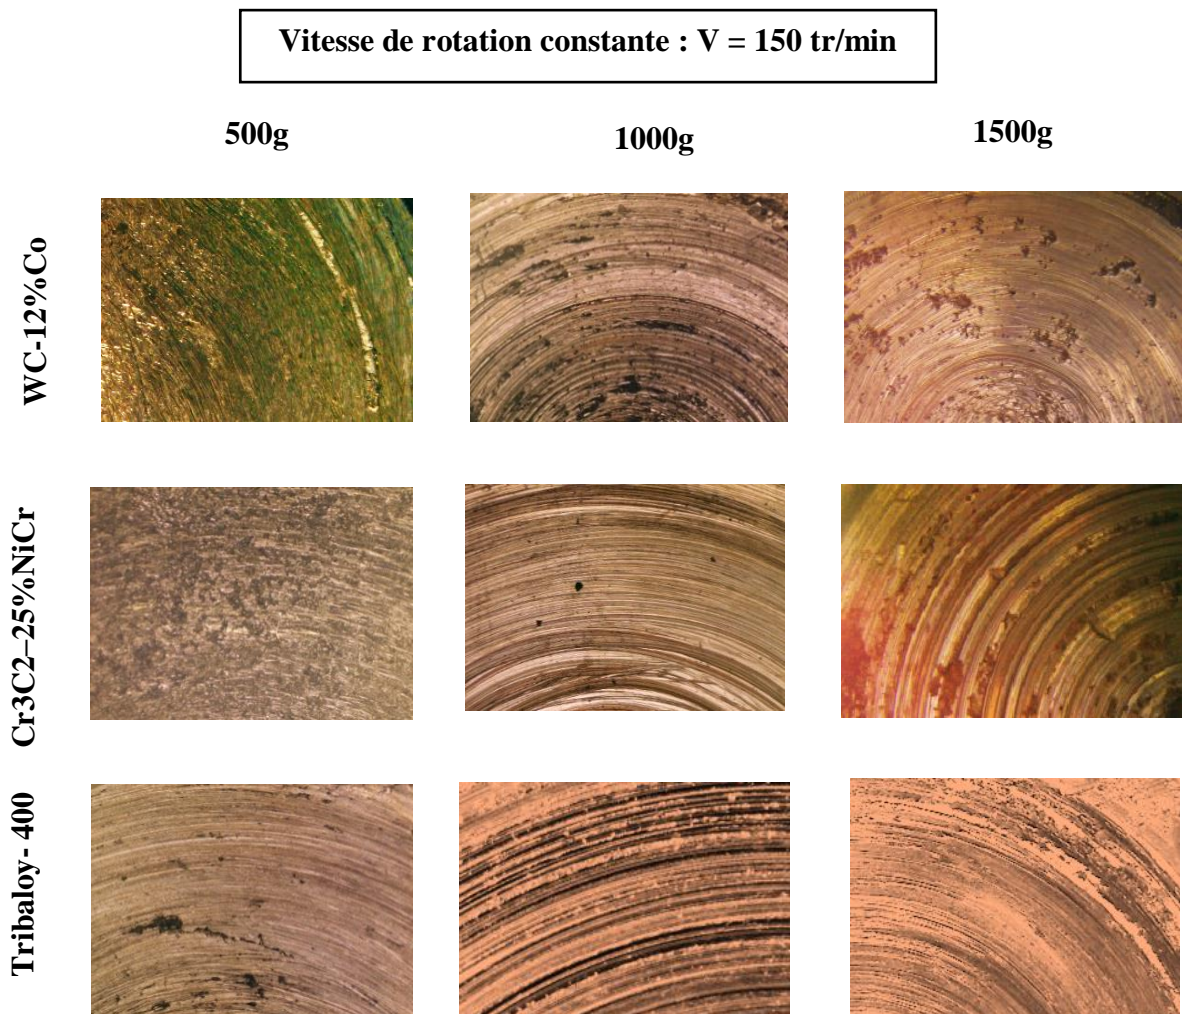 Vitesse de rotation constante : V = 150 tr/min
500g
1000g
1500g
WC-12%Co
Cr3C2–25%NiCr
Tribaloy- 400